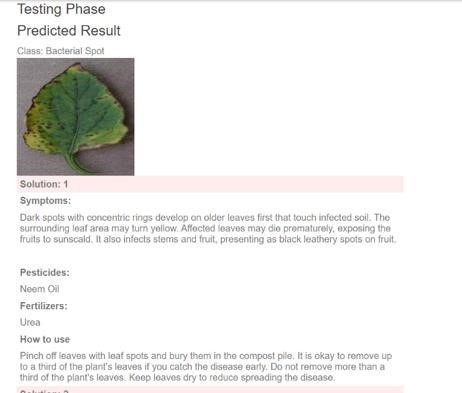 Testing Phase
Predicted Result
Class: Bacterial Spot
Solution: 1
Symptoms:
Dark spots with concentric rings develop on older leaves first that touch infected soil. The
surrounding leaf area may turn yellow. Affected leaves may die prematurely, exposing the
fruits to sunscald. It also infects stems and fruit, presenting as black leathery spots on fruit.
Pesticides:
Neem Oil
Fertilizers:
Urea
How to use
Pinch off leaves with leaf spots and bury them in the compost pile. It is okay to remove up
to a third of the plant's leaves if you catch the disease early. Do not remove more than a
third of the plant's leaves. Keep leaves dry to reduce spreading the disease.